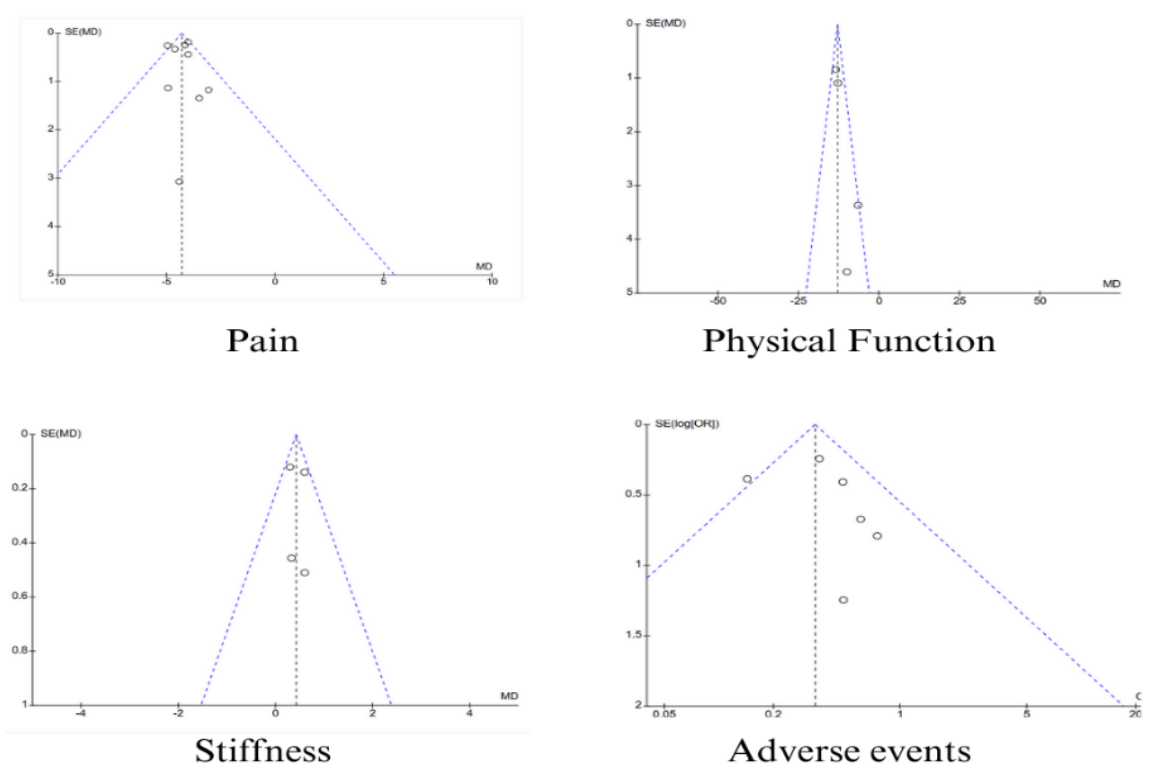 0 SE(MD)
1
2
3
4
5
-10 -5 0 5 10
MD
Pain
0 SE(MD)
1
2
3
4
5
-50 -25 0 25 50
MD
Physical Function
0 SE(MD)
0.2
0.4
0.6
0.8
1
-4 -2 0 2 4
MD
Stiffness
0 SE(log[OR])
0.5
1
1.5
2
0.05 0.2 1 5 20
Adverse events